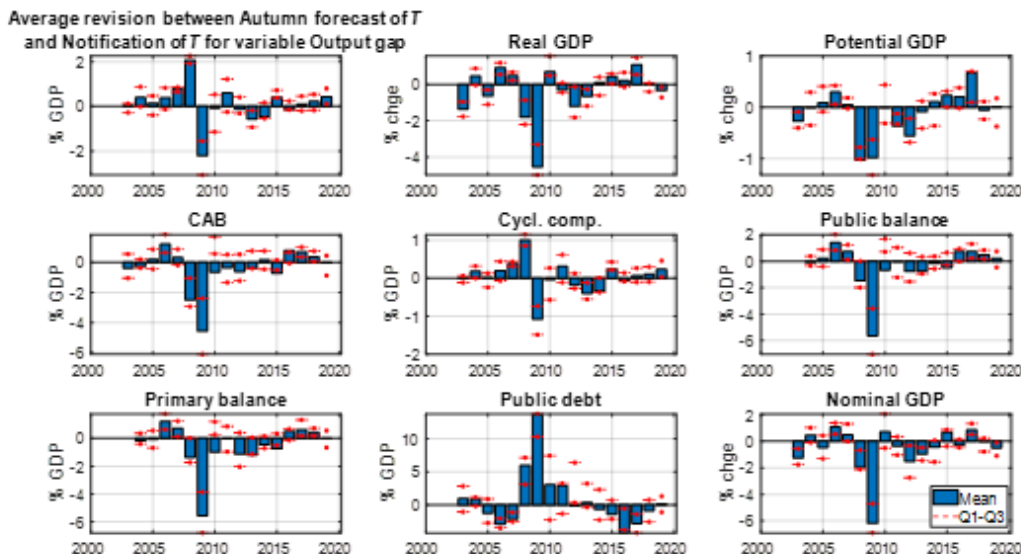 Average revision between Autumn forecast of T
and Notification of T for variable Output gap
Real GDP
Potential GDP
% GDP
2
0
-2
2000 2005 2010 2015 2020
% chge
0
-2
-4
2000 2005 2010 2015 2020
% chge
1
0
-1
2000 2005 2010 2015 2020
CAB
Cycl. comp.
Public balance
% GDP
0
-2
-4
-6
2000 2005 2010 2015 2020
% GDP
1
0
-1
-2
2000 2005 2010 2015 2020
% GDP
2
0
-2
-4
-6
2000 2005 2010 2015 2020
Primary balance
Public debt
Nominal GDP
% GDP
0
-2
-4
-6
2000 2005 2010 2015 2020
% GDP
10
5
0
2000 2005 2010 2015 2020
% chge
2
0
-2
-4
-6
2000 2005 2010 2015 2020
Mean
Q1-Q3